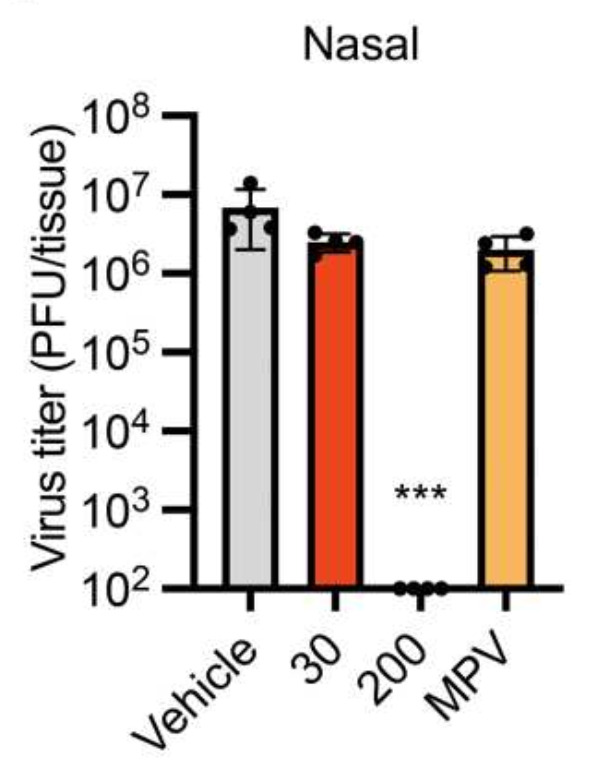 Nasal
Virus titer (PFU/tissue)
10⁸
10⁷
10⁶
10⁵
10⁴
10³
10²
***
Vehicle
30
200
MPV